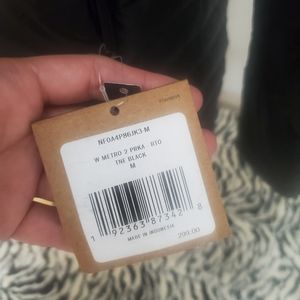 NF0A4P86JK3-M
W METRO 2 PRKA - RTO
TNF BLACK
M
1 92363 87342 8
MADE IN INDONESIA
299.00